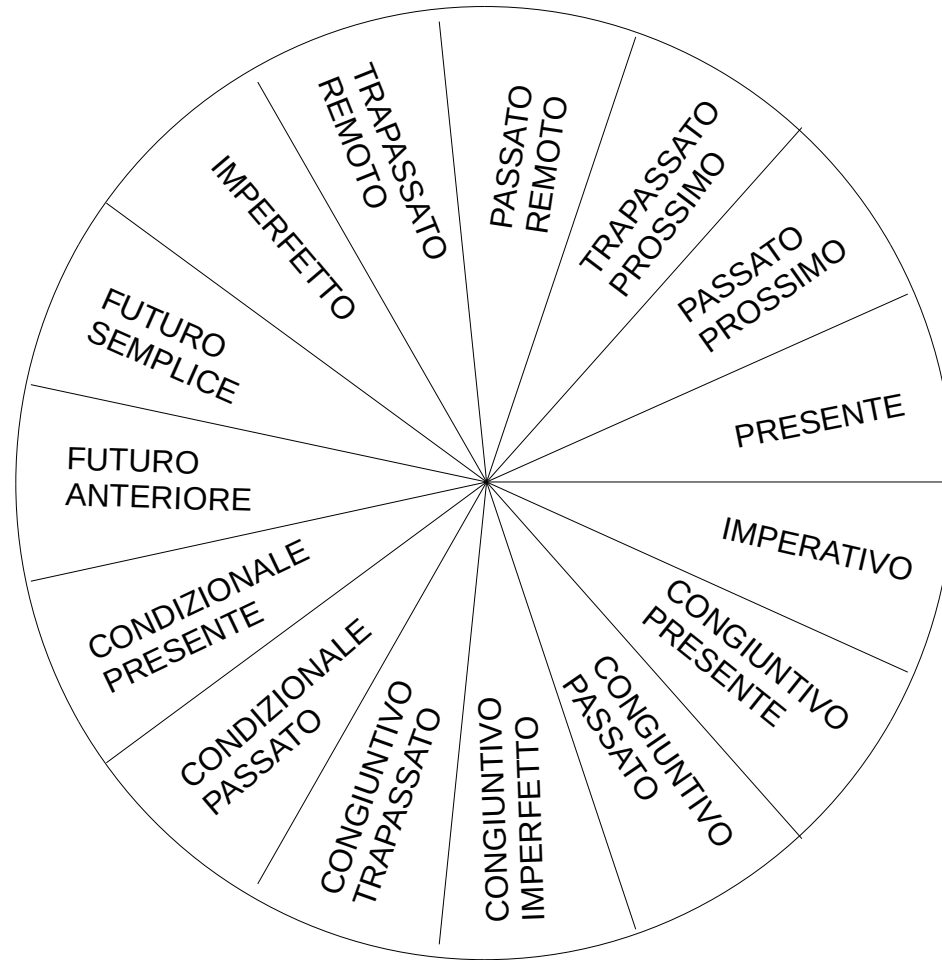 TRAPASSATO
REMOTO
PASSATO
REMOTO
TRAPASSATO
PROSSIMO
PASSATO
PROSSIMO
PRESENTE
IMPERATIVO
CONGIUNTIVO
PRESENTE
CONGIUNTIVO
PASSATO
CONGIUNTIVO
IMPERFETTO
CONGIUNTIVO
TRAPASSATO
CONDIZIONALE
PASSATO
CONDIZIONALE
PRESENTE
FUTURO
ANTERIORE
FUTURO
SEMPLICE
IMPERFETTO